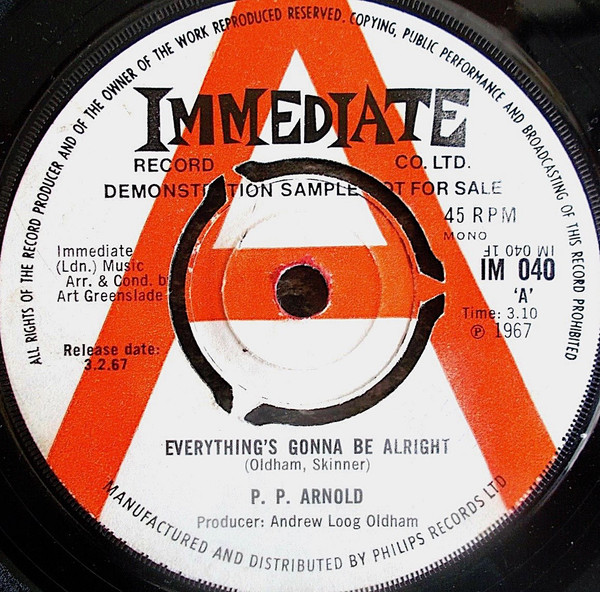 ALL RIGHTS OF THE RECORD PRODUCER AND OF THE OWNER OF THE WORK REPRODUCED RESERVED. COPYING, PUBLIC PERFORMANCE AND BROADCASTING OF THIS RECORD PROHIBITED
IMMEDIATE
RECORD CO. LTD.
SAMPLE FOR SALE
45 RPM
MONO
IM 040 1F
IM 040
'A'
Time: 3.10
℗ 1967
Immediate
(Ldn.) Music
Arr. & Cond. by
Art Greenslade
Release date:
3.2.67
EVERYTHING'S GONNA BE ALRIGHT
(Oldham, Skinner)
P. P. ARNOLD
Producer: Andrew Loog Oldham
MANUFACTURED AND DISTRIBUTED BY PHILIPS RECORDS LTD